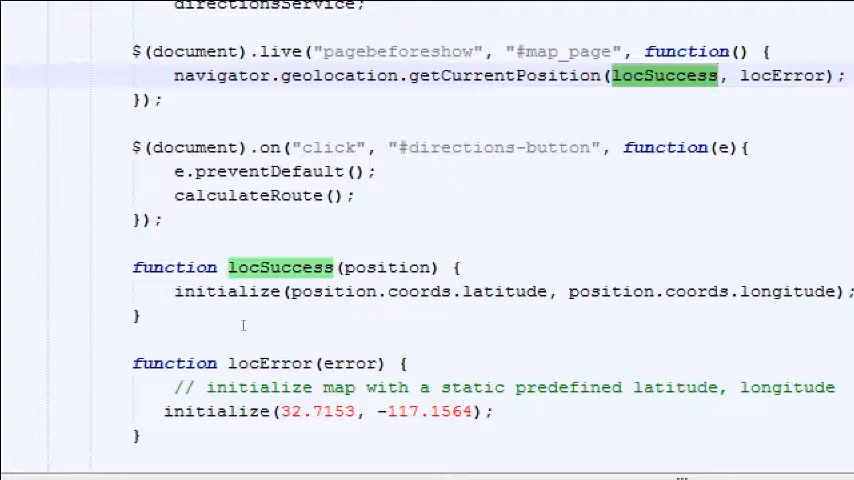 directionsService;
$(document).live("pagebeforeshow", "#map_page", function() {
navigator.geolocation.getCurrentPosition(locSuccess, locError);
});
$(document).on("click", "#directions-button", function(e){
e.preventDefault();
calculateRoute();
});
function locSuccess(position) {
initialize(position.coords.latitude, position.coords.longitude);
}
function locError(error) {
// initialize map with a static predefined latitude, longitude
initialize(32.7153, -117.1564);
}